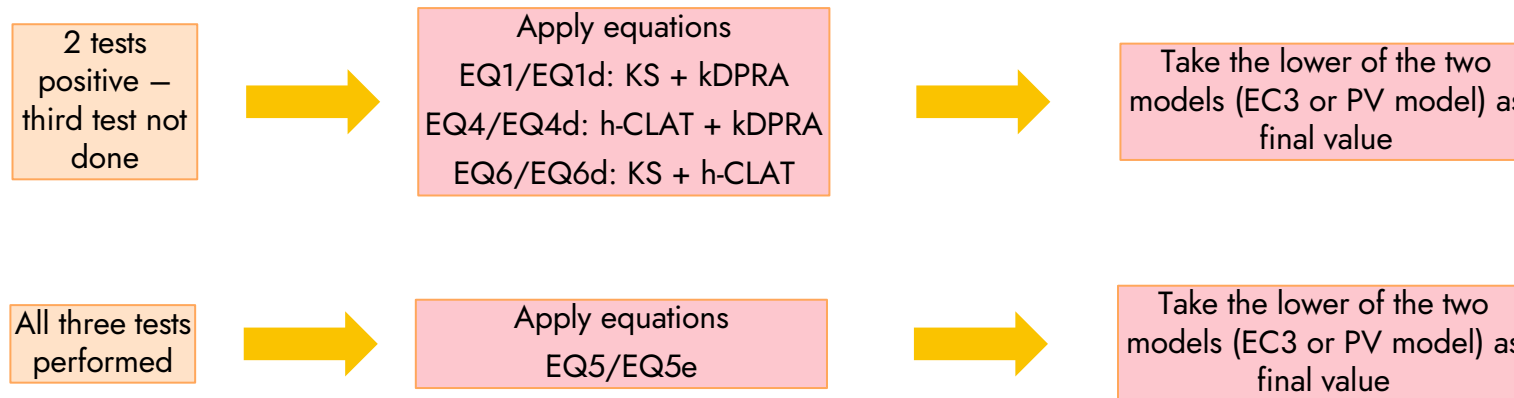 2 tests
positive –
third test not
done
Apply equations
EQ1/EQ1d: KS + kDPRA
EQ4/EQ4d: h-CLAT + kDPRA
EQ6/EQ6d: KS + h-CLAT
Take the lower of the two
models (EC3 or PV model) as
final value
All three tests
performed
Apply equations
EQ5/EQ5e
Take the lower of the two
models (EC3 or PV model) as
final value